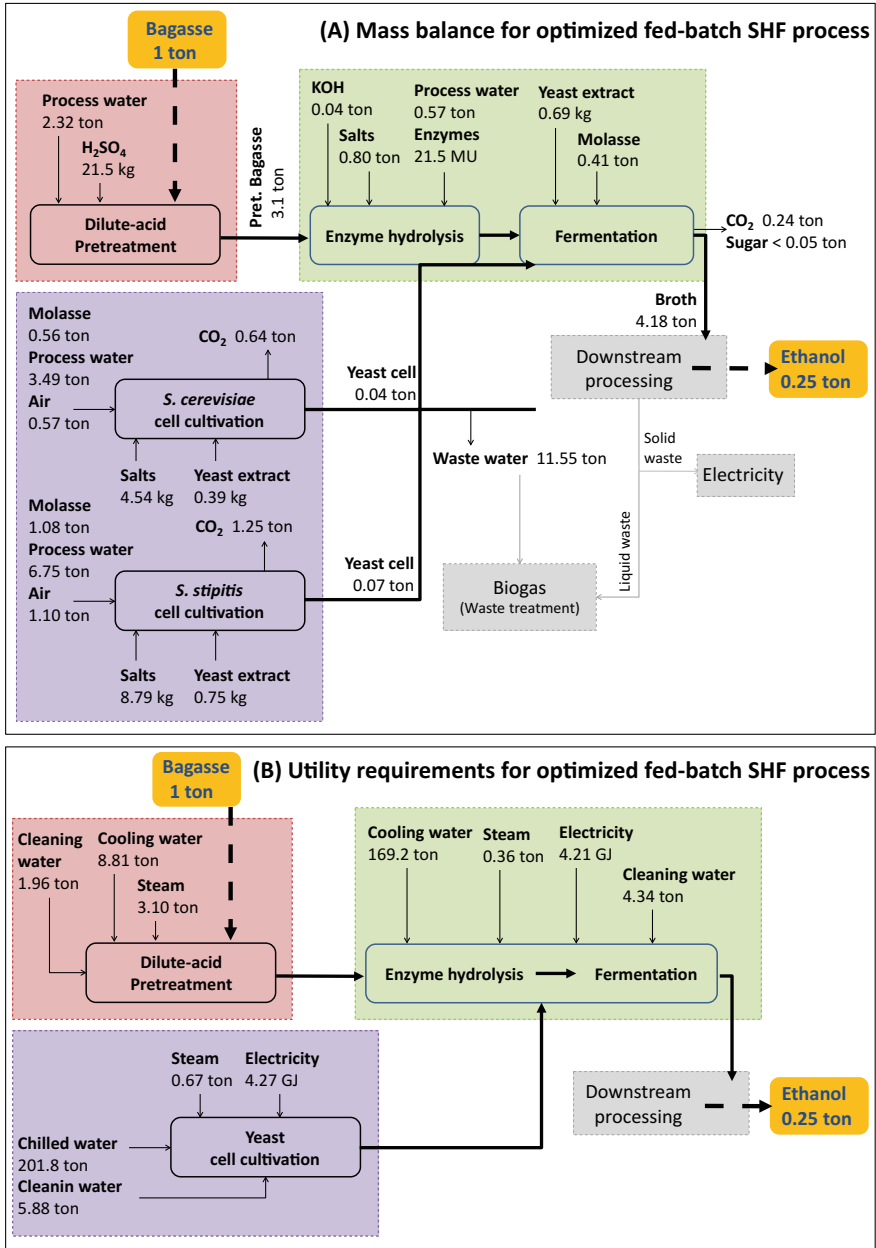 (A) Mass balance for optimized fed-batch SHF process
Bagasse
1 ton
Process water
2.32 ton
H₂SO₄
21.5 kg
Dilute-acid
Pretreatment
Pret. Bagasse
3.1 ton
KOH
0.04 ton
Salts
0.80 ton
Process water
0.57 ton
Enzymes
21.5 MU
Yeast extract
0.69 kg
Molasse
0.41 ton
Enzyme hydrolysis
Fermentation
CO₂ 0.24 ton
Sugar < 0.05 ton
Broth
4.18 ton
Downstream
processing
Ethanol
0.25 ton
Molasse
0.56 ton
Process water
3.49 ton
Air
0.57 ton
CO₂ 0.64 ton
S. cerevisiae
cell cultivation
Salts
4.54 kg
Yeast extract
0.39 kg
Yeast cell
0.04 ton
Waste water 11.55 ton
Solid
waste
Electricity
Liquid waste
Biogas
(Waste treatment)
Molasse
1.08 ton
Process water
6.75 ton
Air
1.10 ton
CO₂ 1.25 ton
S. stipitis
cell cultivation
Salts
8.79 kg
Yeast extract
0.75 kg
Yeast cell
0.07 ton
(B) Utility requirements for optimized fed-batch SHF process
Bagasse
1 ton
Cleaning
water
1.96 ton
Cooling water
8.81 ton
Steam
3.10 ton
Dilute-acid
Pretreatment
Cooling water
169.2 ton
Steam
0.36 ton
Electricity
4.21 GJ
Cleaning water
4.34 ton
Enzyme hydrolysis
Fermentation
Steam
0.67 ton
Electricity
4.27 GJ
Chilled water
201.8 ton
Cleanin water
5.88 ton
Yeast
cell cultivation
Downstream
processing
Ethanol
0.25 ton